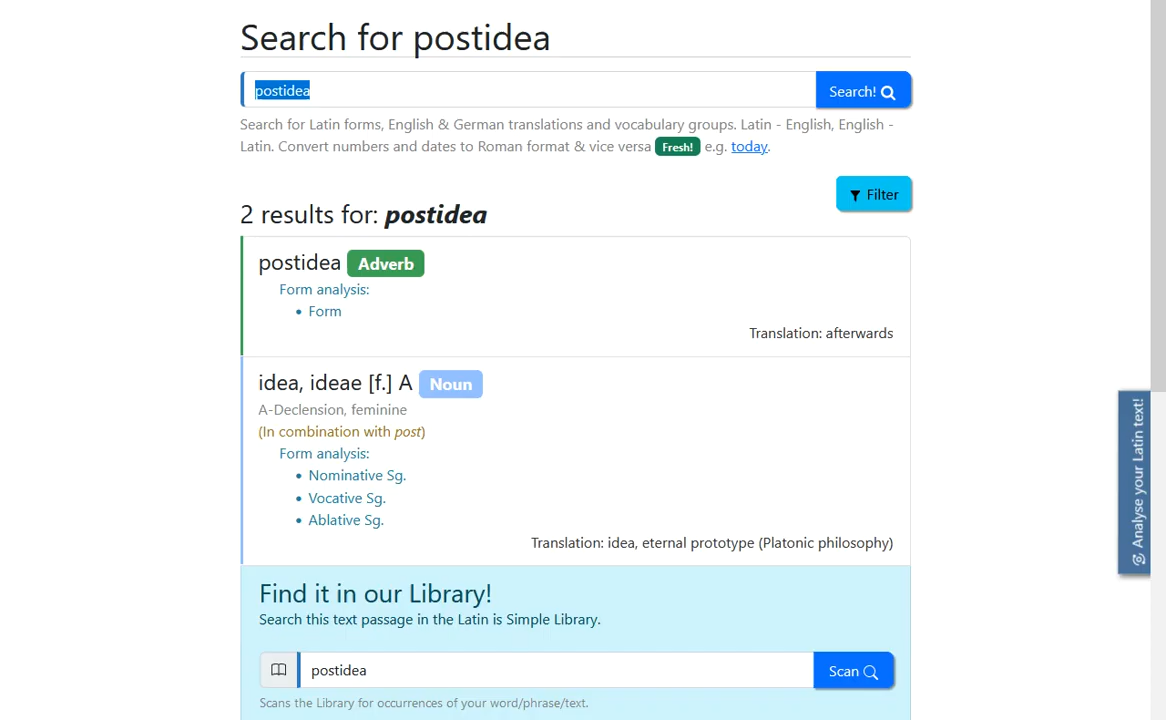 Search for postidea
postidea
Search!
Search for Latin forms, English & German translations and vocabulary groups. Latin - English, English -
Latin. Convert numbers and dates to Roman format & vice versa Fresh! e.g. today.
Filter
2 results for: postidea
postidea Adverb
Form analysis:
• Form
Translation: afterwards
idea, ideae [f.] A Noun
A-Declension, feminine
(In combination with post)
Form analysis:
• Nominative Sg.
• Vocative Sg.
• Ablative Sg.
Translation: idea, eternal prototype (Platonic philosophy)
Analyse your Latin text!
Find it in our Library!
Search this text passage in the Latin is Simple Library.
postidea
Scan
Scans the Library for occurrences of your word/phrase/text.